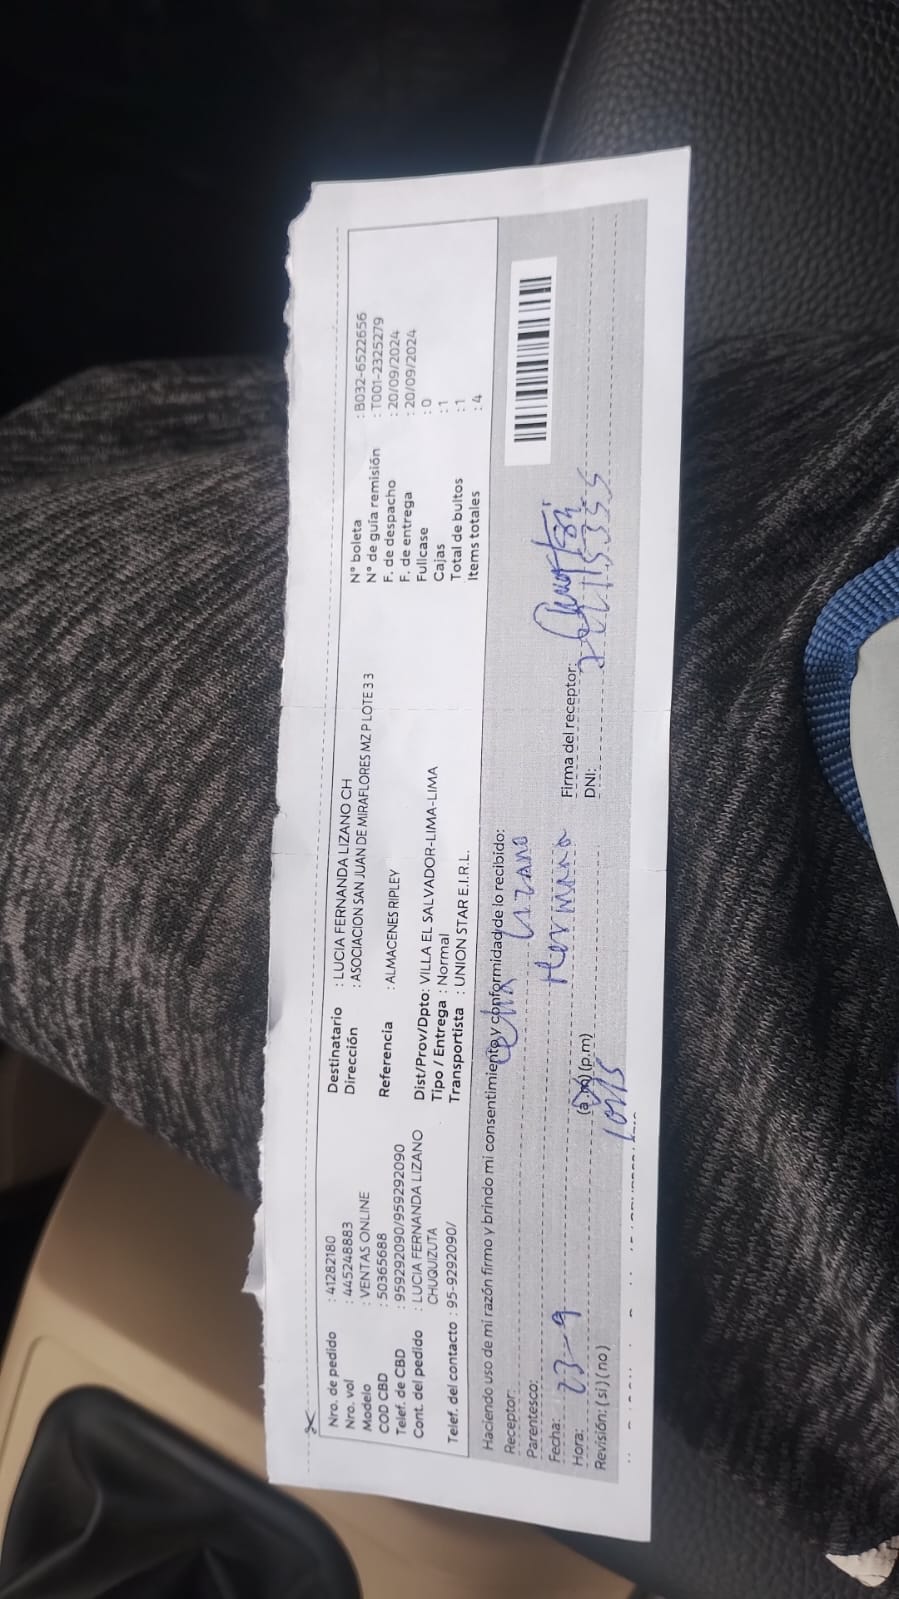 Nro. de pedido : 41282180
Nro. vol : 445248883
Modelo : VENTAS ONLINE
COD CBD : 50365688
Telef. de CBD : 959292090/959292090
Cont. del pedido : LUCIA FERNANDA LIZANO
CHUQUIZUTA
Telef. del contacto : 95-9292090/
Destinatario : LUCIA FERNANDA LIZANO CH
Dirección : ASOCIACION SAN JUAN DE MIRAFLORES MZ P LOTE 3 3
Referencia : ALMACENES RIPLEY
Dist/Prov/Dpto: VILLA EL SALVADOR-LIMA-LIMA
Tipo / Entrega : Normal
Transportista : UNION STAR E.I.R.L.
N° boleta : B032-6522656
N° de guía remisión : T001-2325279
F. de despacho : 20/09/2024
F. de entrega : 20/09/2024
Fullcase : 0
Cajas : 1
Total de bultos : 1
Items totales : 4
Haciendo uso de mi razón firmo y brindo mi consentimiento y conformidad de lo recibido:
Receptor: Lizano
Parentesco: Hermana
Fecha: 23-9
Hora: (a.m) (p.m)
Revisión: (si) (no)
Firma del receptor:
DNI: